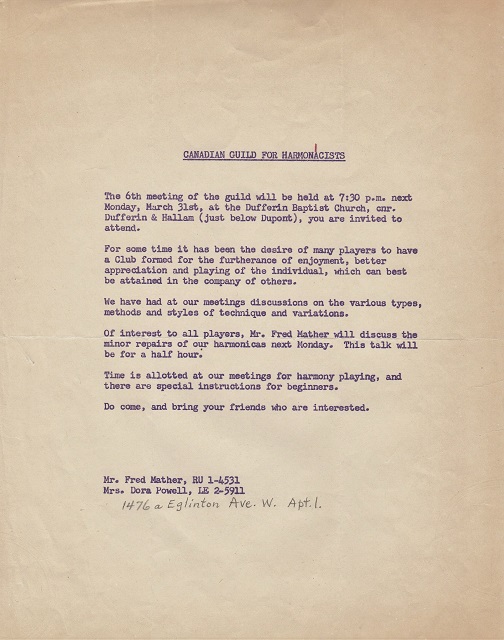 CANADIAN GUILD FOR HARMONACISTS
The 6th meeting of the guild will be held at 7:30 p.m. next
Monday, March 31st, at the Dufferin Baptist Church, cnr.
Dufferin & Hallam (just below Dupont), you are invited to
attend.
For some time it has been the desire of many players to have
a Club formed for the furtherance of enjoyment, better
appreciation and playing of the individual, which can best
be attained in the company of others.
We have had at our meetings discussions on the various types,
methods and styles of technique and variations.
Of interest to all players, Mr. Fred Mather will discuss the
minor repairs of our harmonicas next Monday. This talk will
be for a half hour.
Time is allotted at our meetings for harmony playing, and
there are special instructions for beginners.
Do come, and bring your friends who are interested.
Mr. Fred Mather, RU 1-4531
Mrs. Dora Powell, LE 2-5911
1476a Eglinton Ave. W. Apt.1.